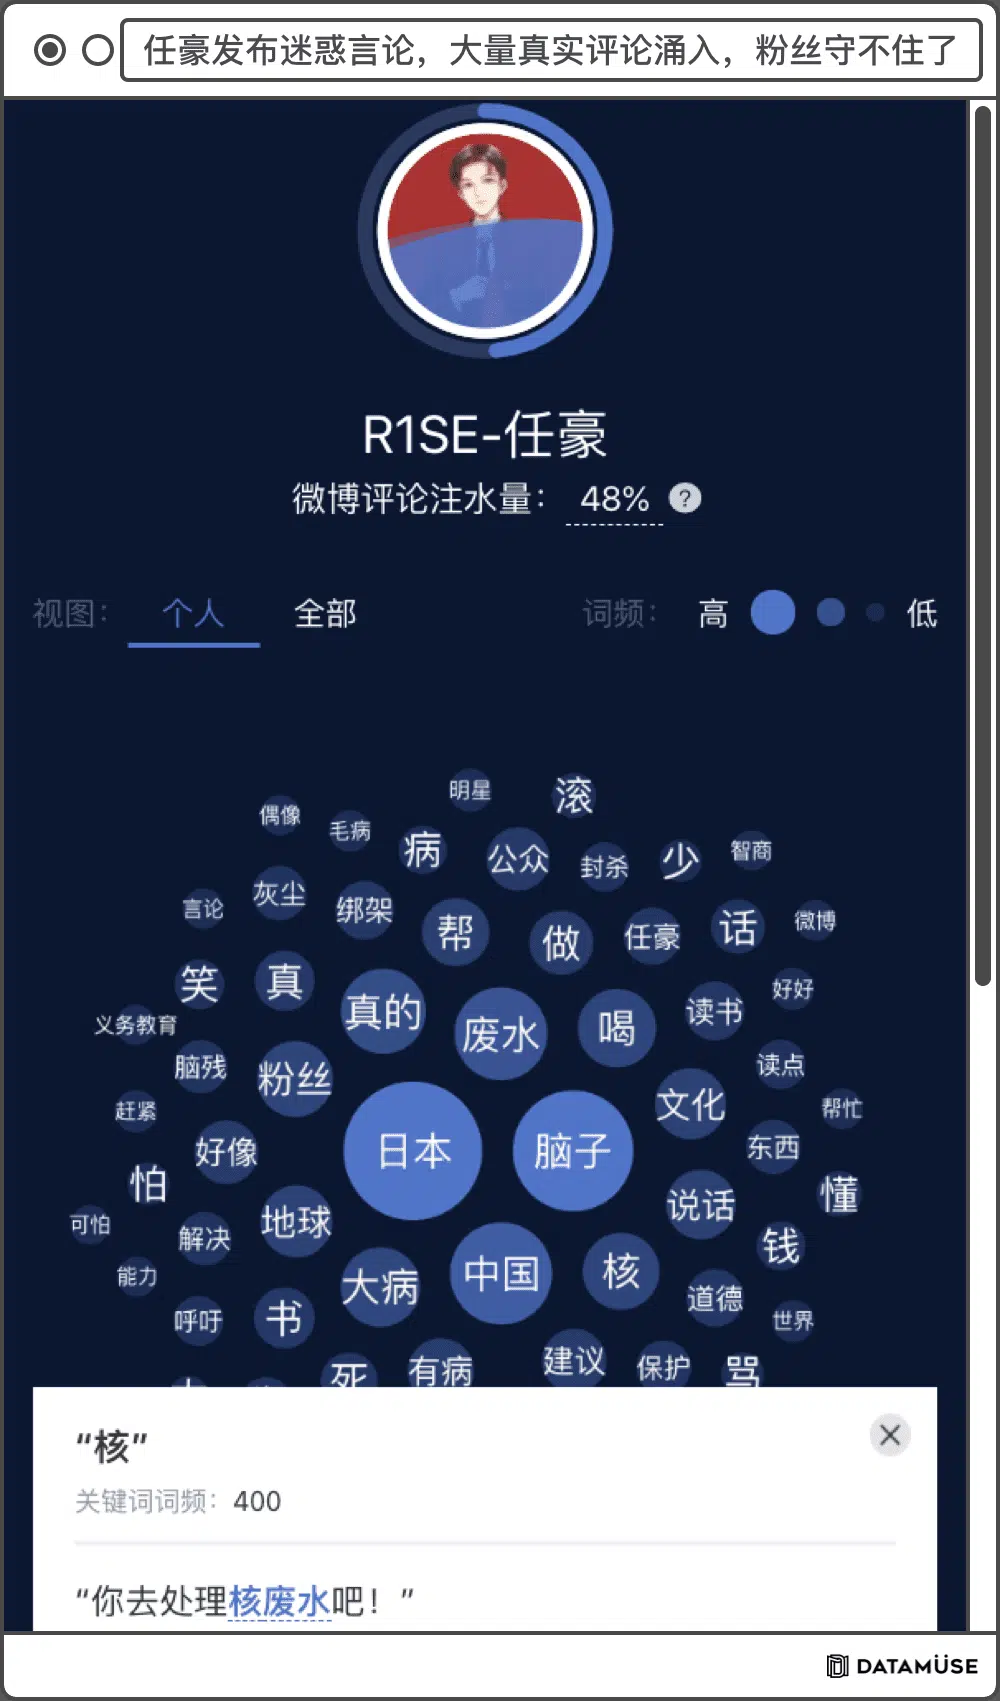 任豪发布迷惑言论，大量真实评论涌入，粉丝守不住了
R1SE-任豪
微博评论注水量： 48% ?
视图： 个人 全部 词频： 高 低
明星 滚
偶像 毛病 病 公众 封杀 少 智商
言论 灰尘 绑架 帮 做 任豪 话 微博
笑 真 真的 废水 喝 读书 好好
义务教育 脑残 粉丝 文化 读点
赶紧 好像 日本 脑子 东西 帮忙
怕 地球 说话 懂
可怕 解决 大病 中国 核 钱
能力 呼吁 书 道德 世界
死 有病 建议 保护 骂
“核”
关键词词频： 400
“你去处理核废水吧！”
DATAMÜSE